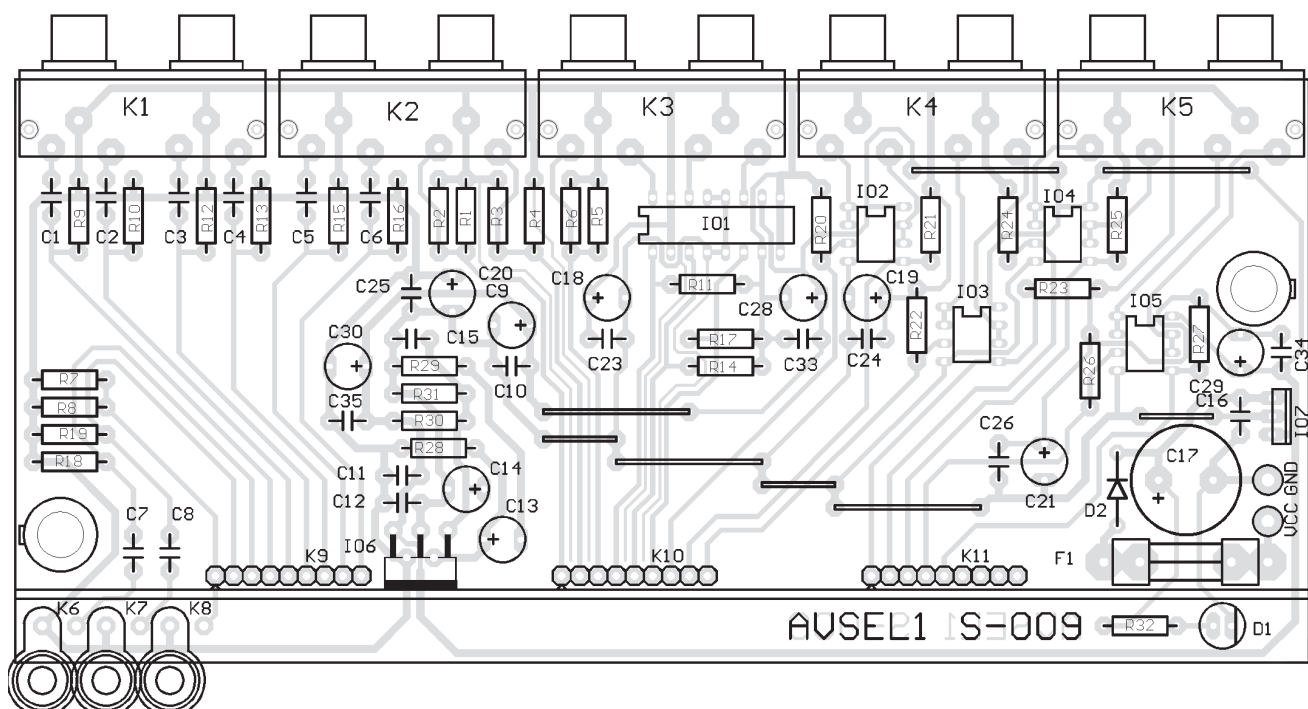 K1 K2 K3 K4 K5
C1 R9 C2 R10 C3 R12 C4 R13 C5 R15 C6 R16 R2 R1 R3 R4 R6 R5 IO1 R20 IO2 R21 R24 IO4 R25
C25 C20 C9 C18 R11 C28 C19 R22 IO3 R23 IO5 R27
C30 C15 C23 R17 C33 C24 C34
R7 R29 C10 R14 R26 C29
R8 C35 R31 C16
R19 R30 C26 IO7
R18 R28 C17
C11 C14 C21 GND
C7 C8 C12 C13 D2 VCC
IO6 K9 K10 K11 F1
K6 K7 K8 AVSEL1 S-009 R32 D1